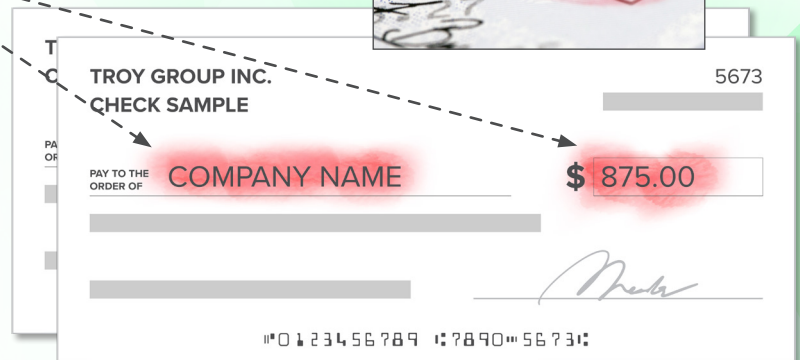 TROY GROUP INC.
5673
CHECK SAMPLE
PAY TO THE
ORDER OF
COMPANY NAME
$ 875.00
⑈0123456789 ⑆7890⑈5673⑆